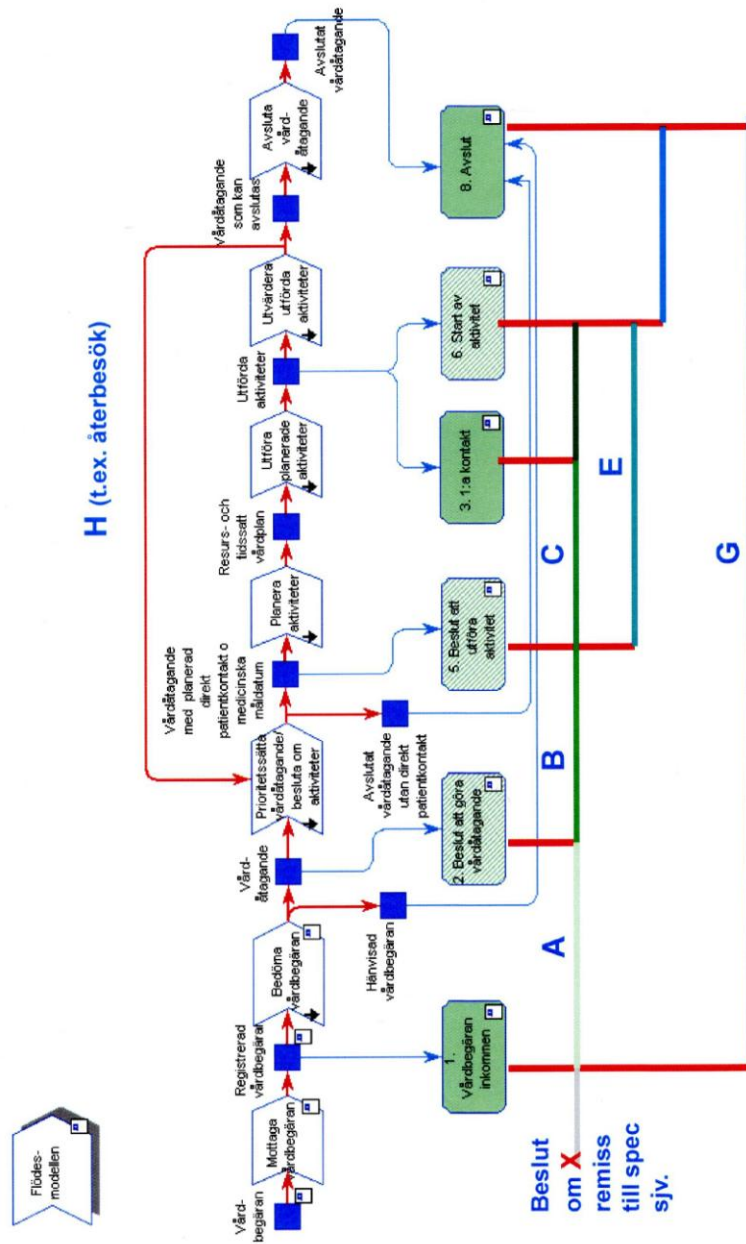 Flödes-
modellen
H (t.ex. återbesök)
Vård-
begäran
Mottaga
vårdbegäran
Registrerad
vårdbegäran
Bedöma
vårdbegäran
Hänvisad
vårdbegäran
Vård-
åtagande
Prioritetssätta
vårdåtagande/
besluta om
aktiviteter
Avslutat
vårdåtagande
utan direkt
patientkontakt
Vårdåtagande
med planerad
direkt
patientkontakt o
medicinska
måldatum
Planera
aktiviteter
Resurs- och
tidssatt
vårdplan
Utföra
planerade
aktiviteter
Utförda
aktiviteter
Utvärdera
utförda
aktiviteter
Vårdåtagande
som kan
avslutas
Avsluta
vård-
åtagande
Avslutat
vårdåtagande
1.
Vårdbegäran
inkommen
2. Beslut att göra
vårdåtagande
5. Beslut att
utföra
aktivitet
3. 1:a kontakt
6. Start av
aktivitet
8. Avslut
Beslut
om X
remiss
till spec
sjv.
A
B
C
E
G